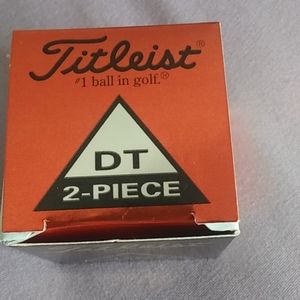 Titleist®
#1 ball in golf.®
DT
2-PIECE